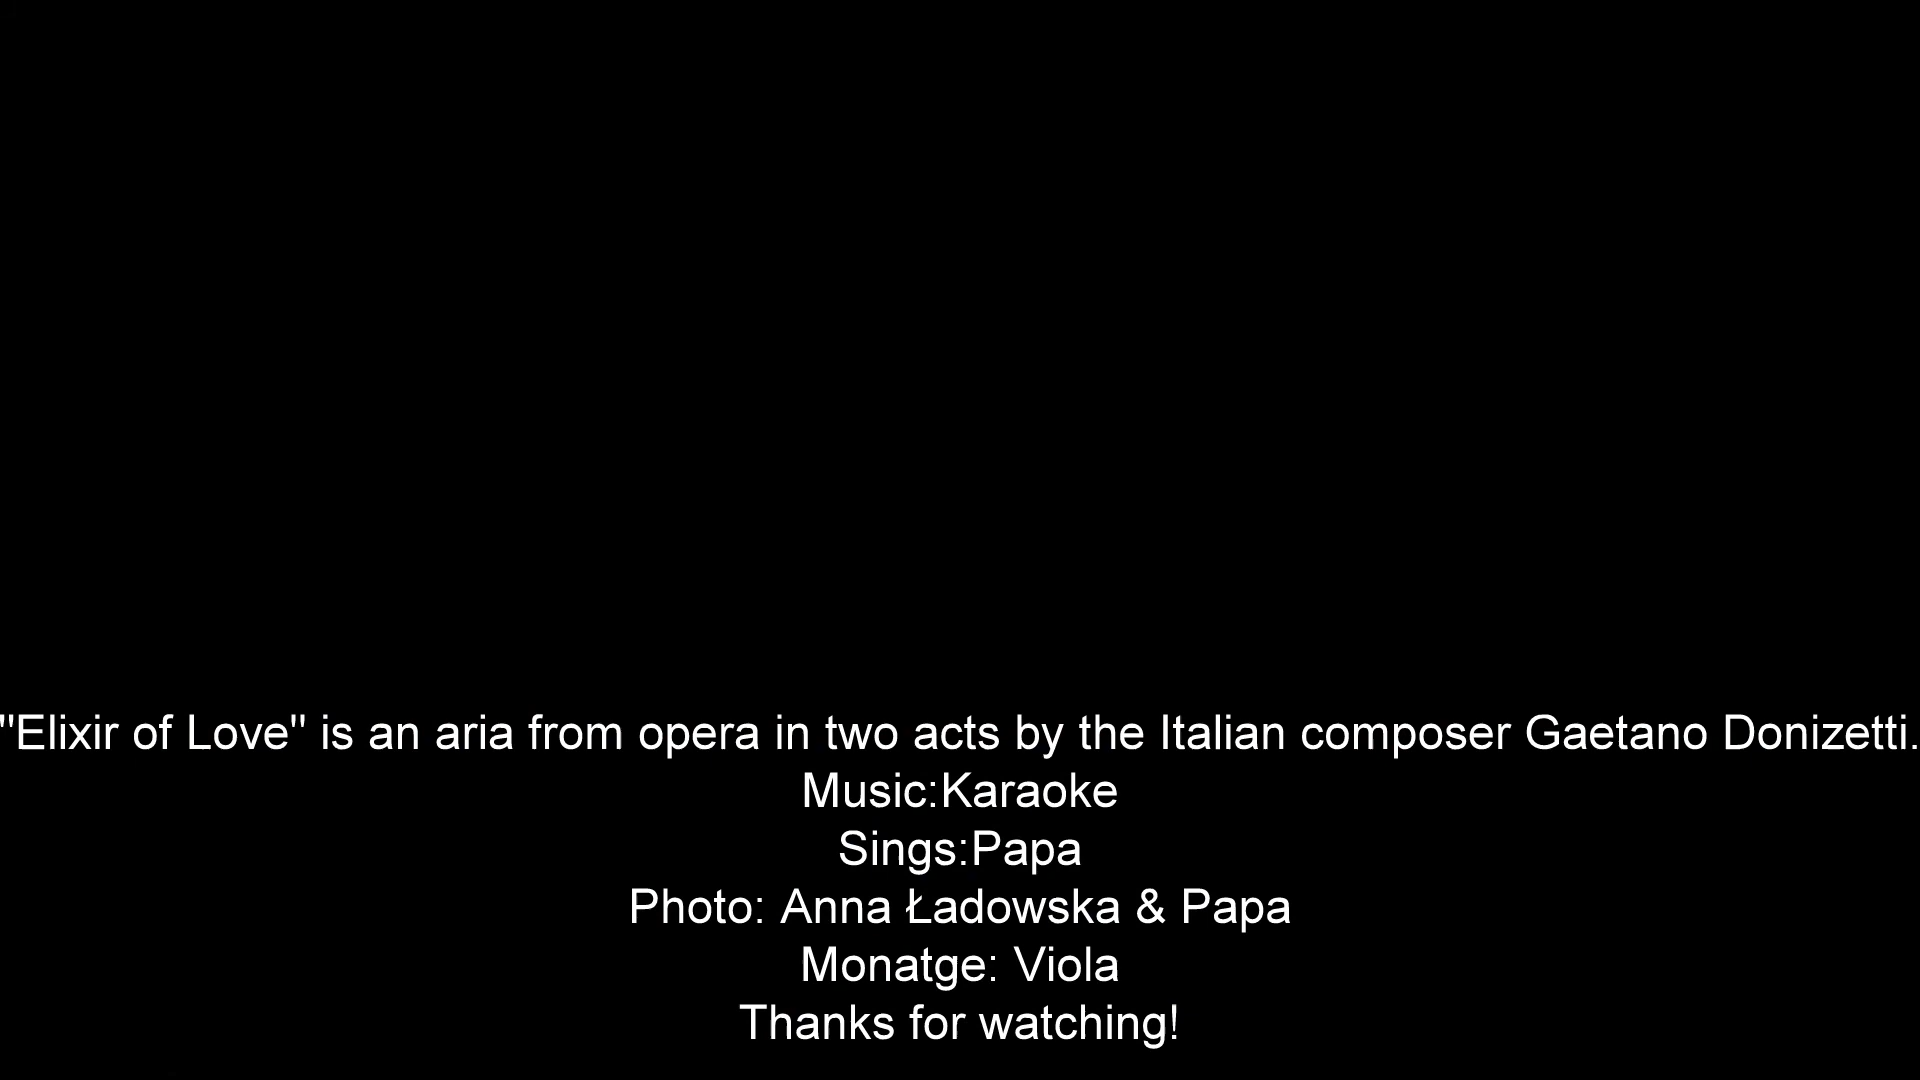 "Elixir of Love" is an aria from opera in two acts by the Italian composer Gaetano Donizetti.
Music:Karaoke
Sings:Papa
Photo: Anna Ładowska & Papa
Monatge: Viola
Thanks for watching!